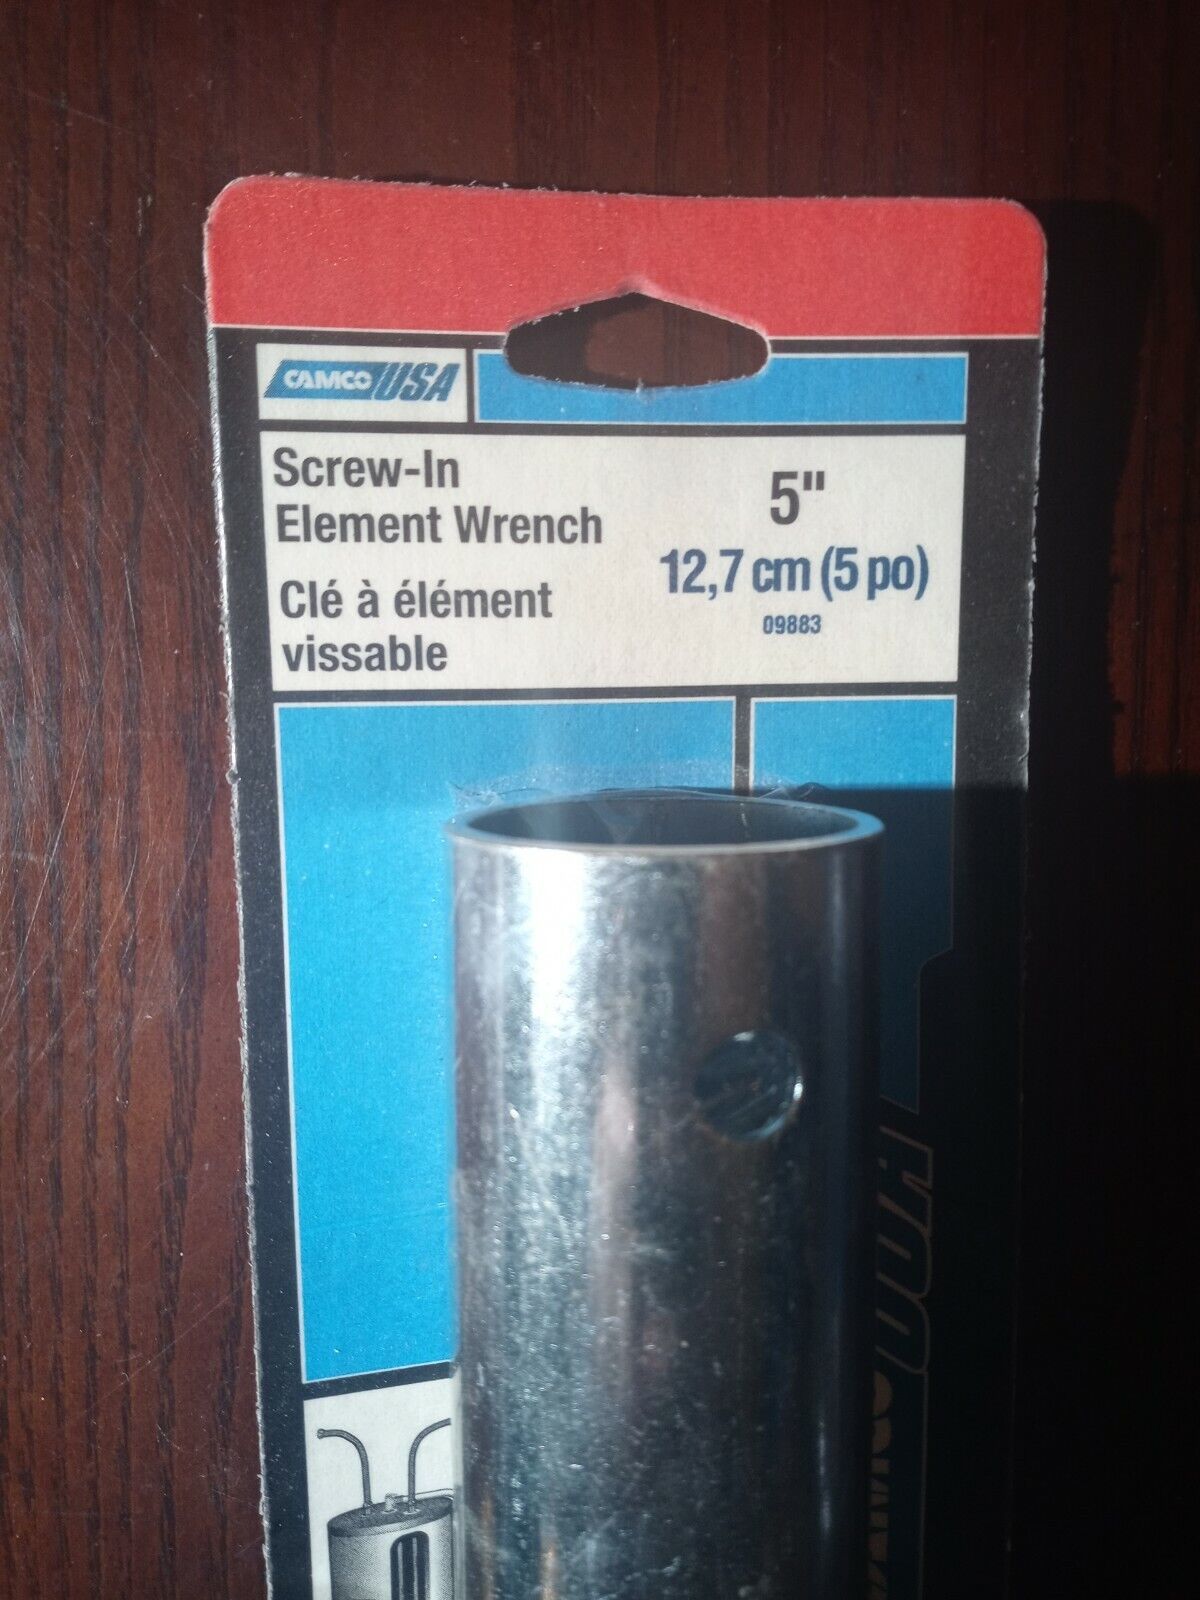 CAMCO USA
Screw-In
Element Wrench
Clé à élément
vissable
5"
12,7 cm (5 po)
09883